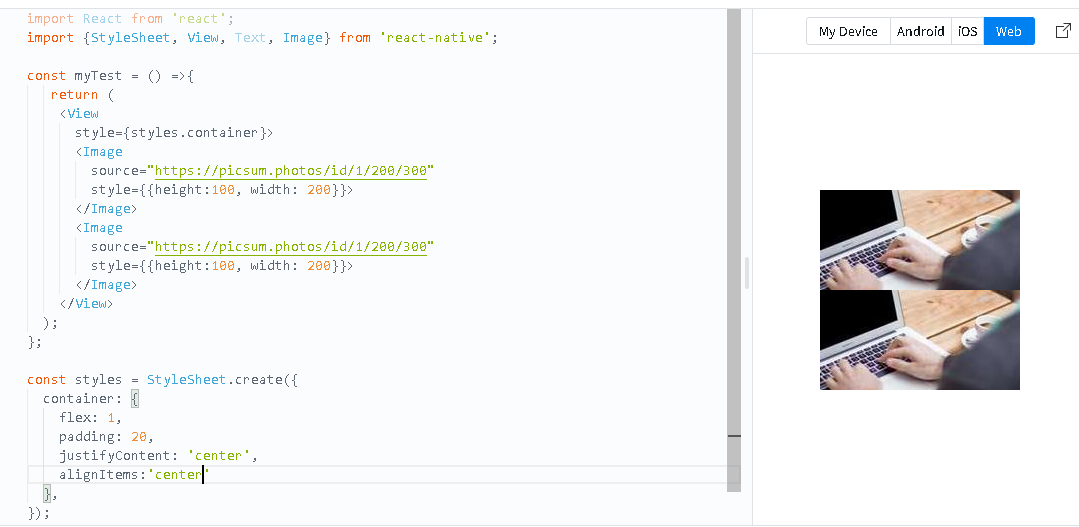 import React from 'react';
import {StyleSheet, View, Text, Image} from 'react-native';
const myTest = () =>{
return (
<View
style={styles.container}>
<Image
source="https://picsum.photos/id/1/200/300"
style={{height:100, width: 200}}>
</Image>
<Image
source="https://picsum.photos/id/1/200/300"
style={{height:100, width: 200}}>
</Image>
</View>
);
};
const styles = StyleSheet.create({
container: {
flex: 1,
padding: 20,
justifyContent: 'center',
alignItems:'center'
},
});
My Device Android iOS Web